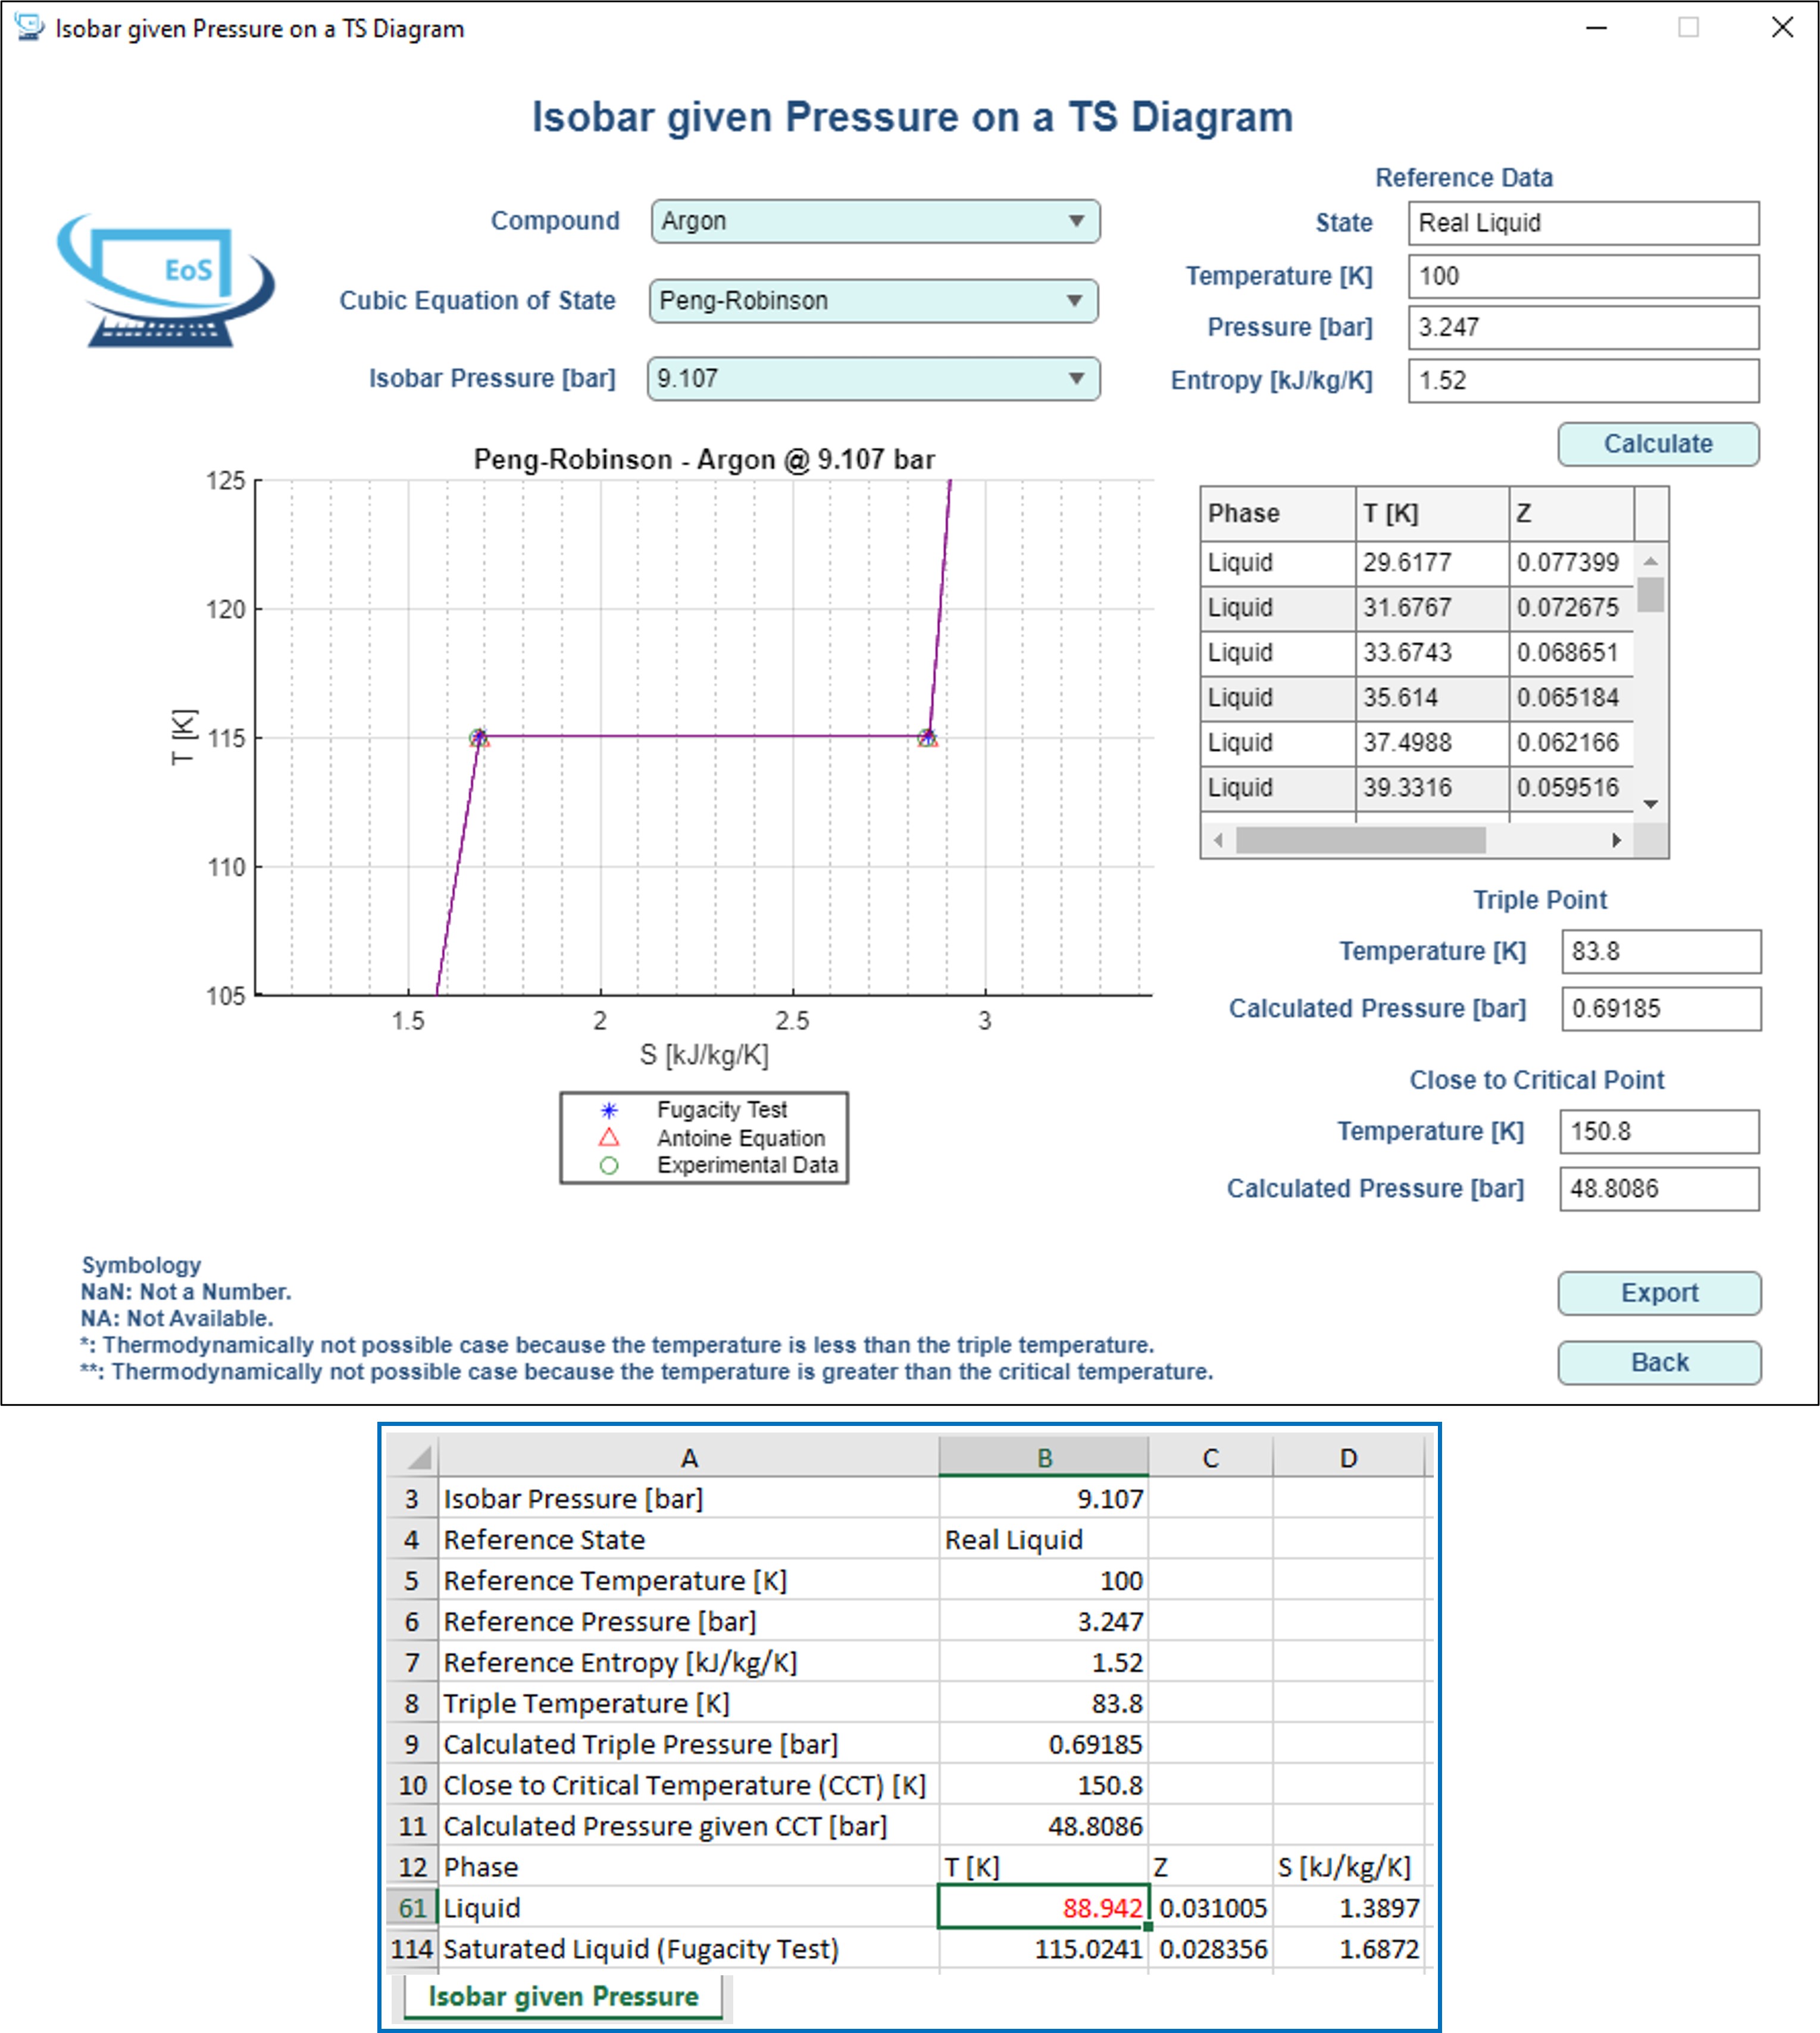 Isobar given Pressure on a TS Diagram
Isobar given Pressure on a TS Diagram
EoS
Compound Argon
Cubic Equation of State Peng-Robinson
Isobar Pressure [bar] 9.107
Reference Data
State Real Liquid
Temperature [K] 100
Pressure [bar] 3.247
Entropy [kJ/kg/K] 1.52
Calculate
Peng-Robinson - Argon @ 9.107 bar
125
120
115
110
105
T [K]
1.5 2 2.5 3
S [kJ/kg/K]
Fugacity Test
Antoine Equation
Experimental Data
Phase T [K] Z
Liquid 29.6177 0.077399
Liquid 31.6767 0.072675
Liquid 33.6743 0.068651
Liquid 35.614 0.065184
Liquid 37.4988 0.062166
Liquid 39.3316 0.059516
Triple Point
Temperature [K] 83.8
Calculated Pressure [bar] 0.69185
Close to Critical Point
Temperature [K] 150.8
Calculated Pressure [bar] 48.8086
Symbology
NaN: Not a Number.
NA: Not Available.
*: Thermodynamically not possible case because the temperature is less than the triple temperature.
**: Thermodynamically not possible case because the temperature is greater than the critical temperature.
Export
Back
A B C D
3 Isobar Pressure [bar] 9.107
4 Reference State Real Liquid
5 Reference Temperature [K] 100
6 Reference Pressure [bar] 3.247
7 Reference Entropy [kJ/kg/K] 1.52
8 Triple Temperature [K] 83.8
9 Calculated Triple Pressure [bar] 0.69185
10 Close to Critical Temperature (CCT) [K] 150.8
11 Calculated Pressure given CCT [bar] 48.8086
12 Phase T [K] Z S [kJ/kg/K]
61 Liquid 88.942 0.031005 1.3897
114 Saturated Liquid (Fugacity Test) 115.0241 0.028356 1.6872
Isobar given Pressure